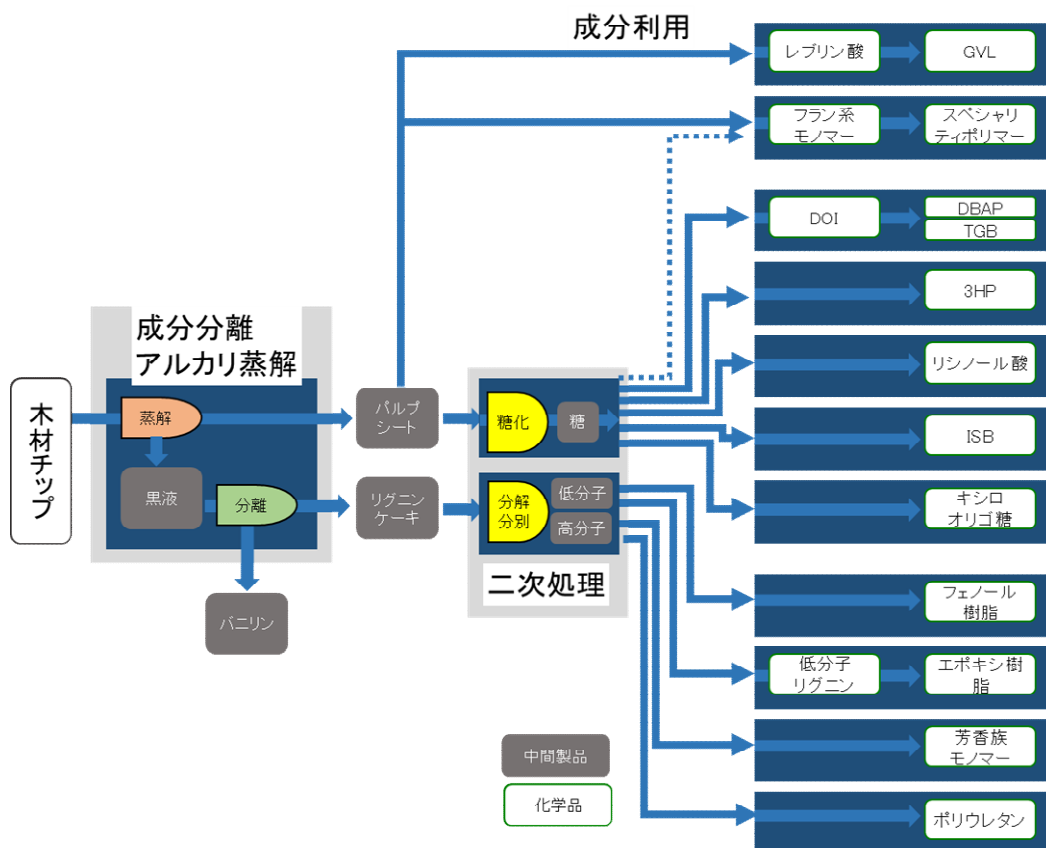 成分利用
レブリン酸
GVL
フラン系
モノマー
スペシャリ
ティポリマー
DOI
DBAP
TGB
3HP
リシノール酸
ISB
キシロ
オリゴ糖
成分分離
アルカリ蒸解
木材チップ
蒸解
黒液
分離
バニリン
パルプ
シート
リグニン
ケーキ
糖化
糖
分解
分別
低分子
高分子
二次処理
フェノール
樹脂
低分子
リグニン
エポキシ樹
脂
芳香族
モノマー
ポリウレタン
中間製品
化学品